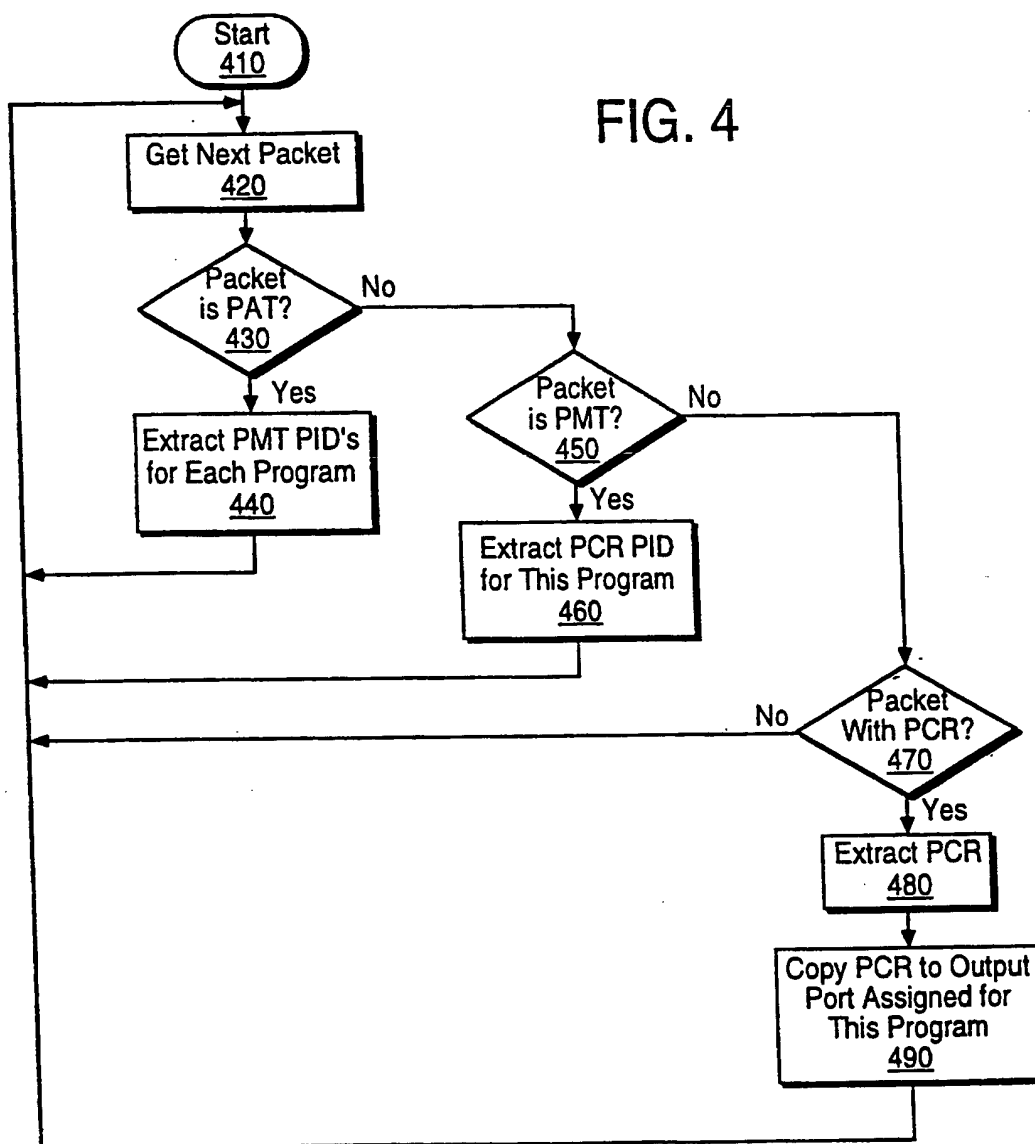 Start
410
FIG. 4
Get Next Packet
420
Packet
is PAT?
430
No
Yes
Extract PMT PID's
for Each Program
440
Packet
is PMT?
450
No
Yes
Extract PCR PID
for This Program
460
Packet
With PCR?
470
No
Yes
Extract PCR
480
Copy PCR to Output
Port Assigned for
This Program
490